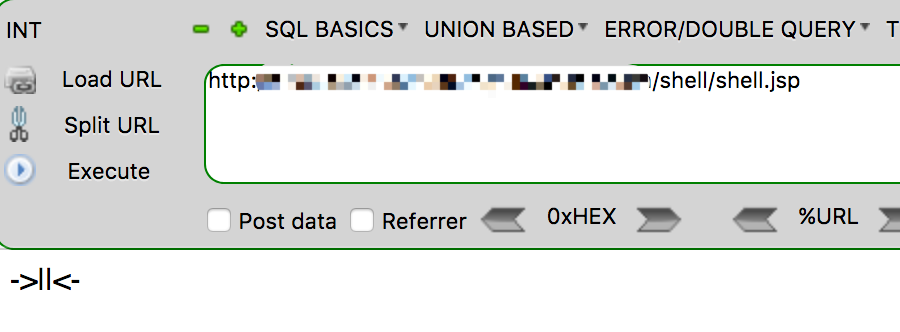 INT SQL BASICS UNION BASED ERROR/DOUBLE QUERY T
Load URL http: /shell/shell.jsp
Split URL
Execute
Post data Referrer 0xHEX %URL
->||<-